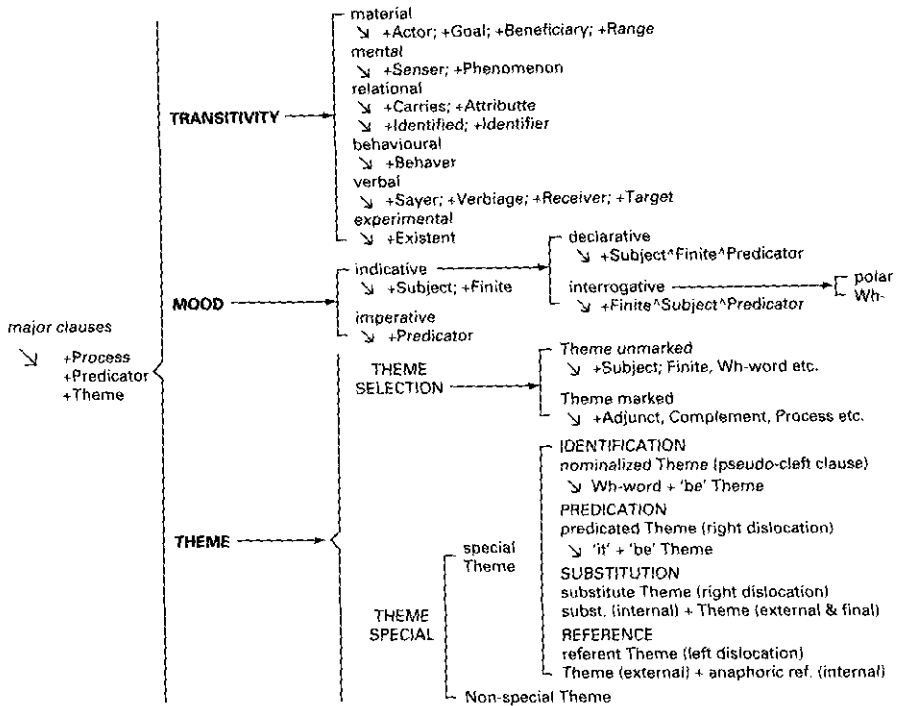 material
↘ +Actor; +Goal; +Beneficiary; +Range
mental
↘ +Senser; +Phenomenon
relational
↘ +Carries; +Attributte
↘ +Identified; +Identifier
behavioural
↘ +Behaver
verbal
↘ +Sayer; +Verbiage; +Receiver; +Target
experimental
↘ +Existent
TRANSITIVITY
MOOD
indicative
↘ +Subject; +Finite
imperative
↘ +Predicator
declarative
↘ +Subject^Finite^Predicator
interrogative
↘ +Finite^Subject^Predicator
polar
Wh-
major clauses
↘ +Process
+Predicator
+Theme
THEME
THEME
SELECTION
Theme unmarked
↘ +Subject; Finite, Wh-word etc.
Theme marked
↘ +Adjunct, Complement, Process etc.
THEME
SPECIAL
special
Theme
IDENTIFICATION
nominalized Theme (pseudo-cleft clause)
↘ Wh-word + 'be' Theme
PREDICATION
predicated Theme (right dislocation)
↘ 'it' + 'be' Theme
SUBSTITUTION
substitute Theme (right dislocation)
subst. (internal) + Theme (external & final)
REFERENCE
referent Theme (left dislocation)
Theme (external) + anaphoric ref. (internal)
Non-special Theme